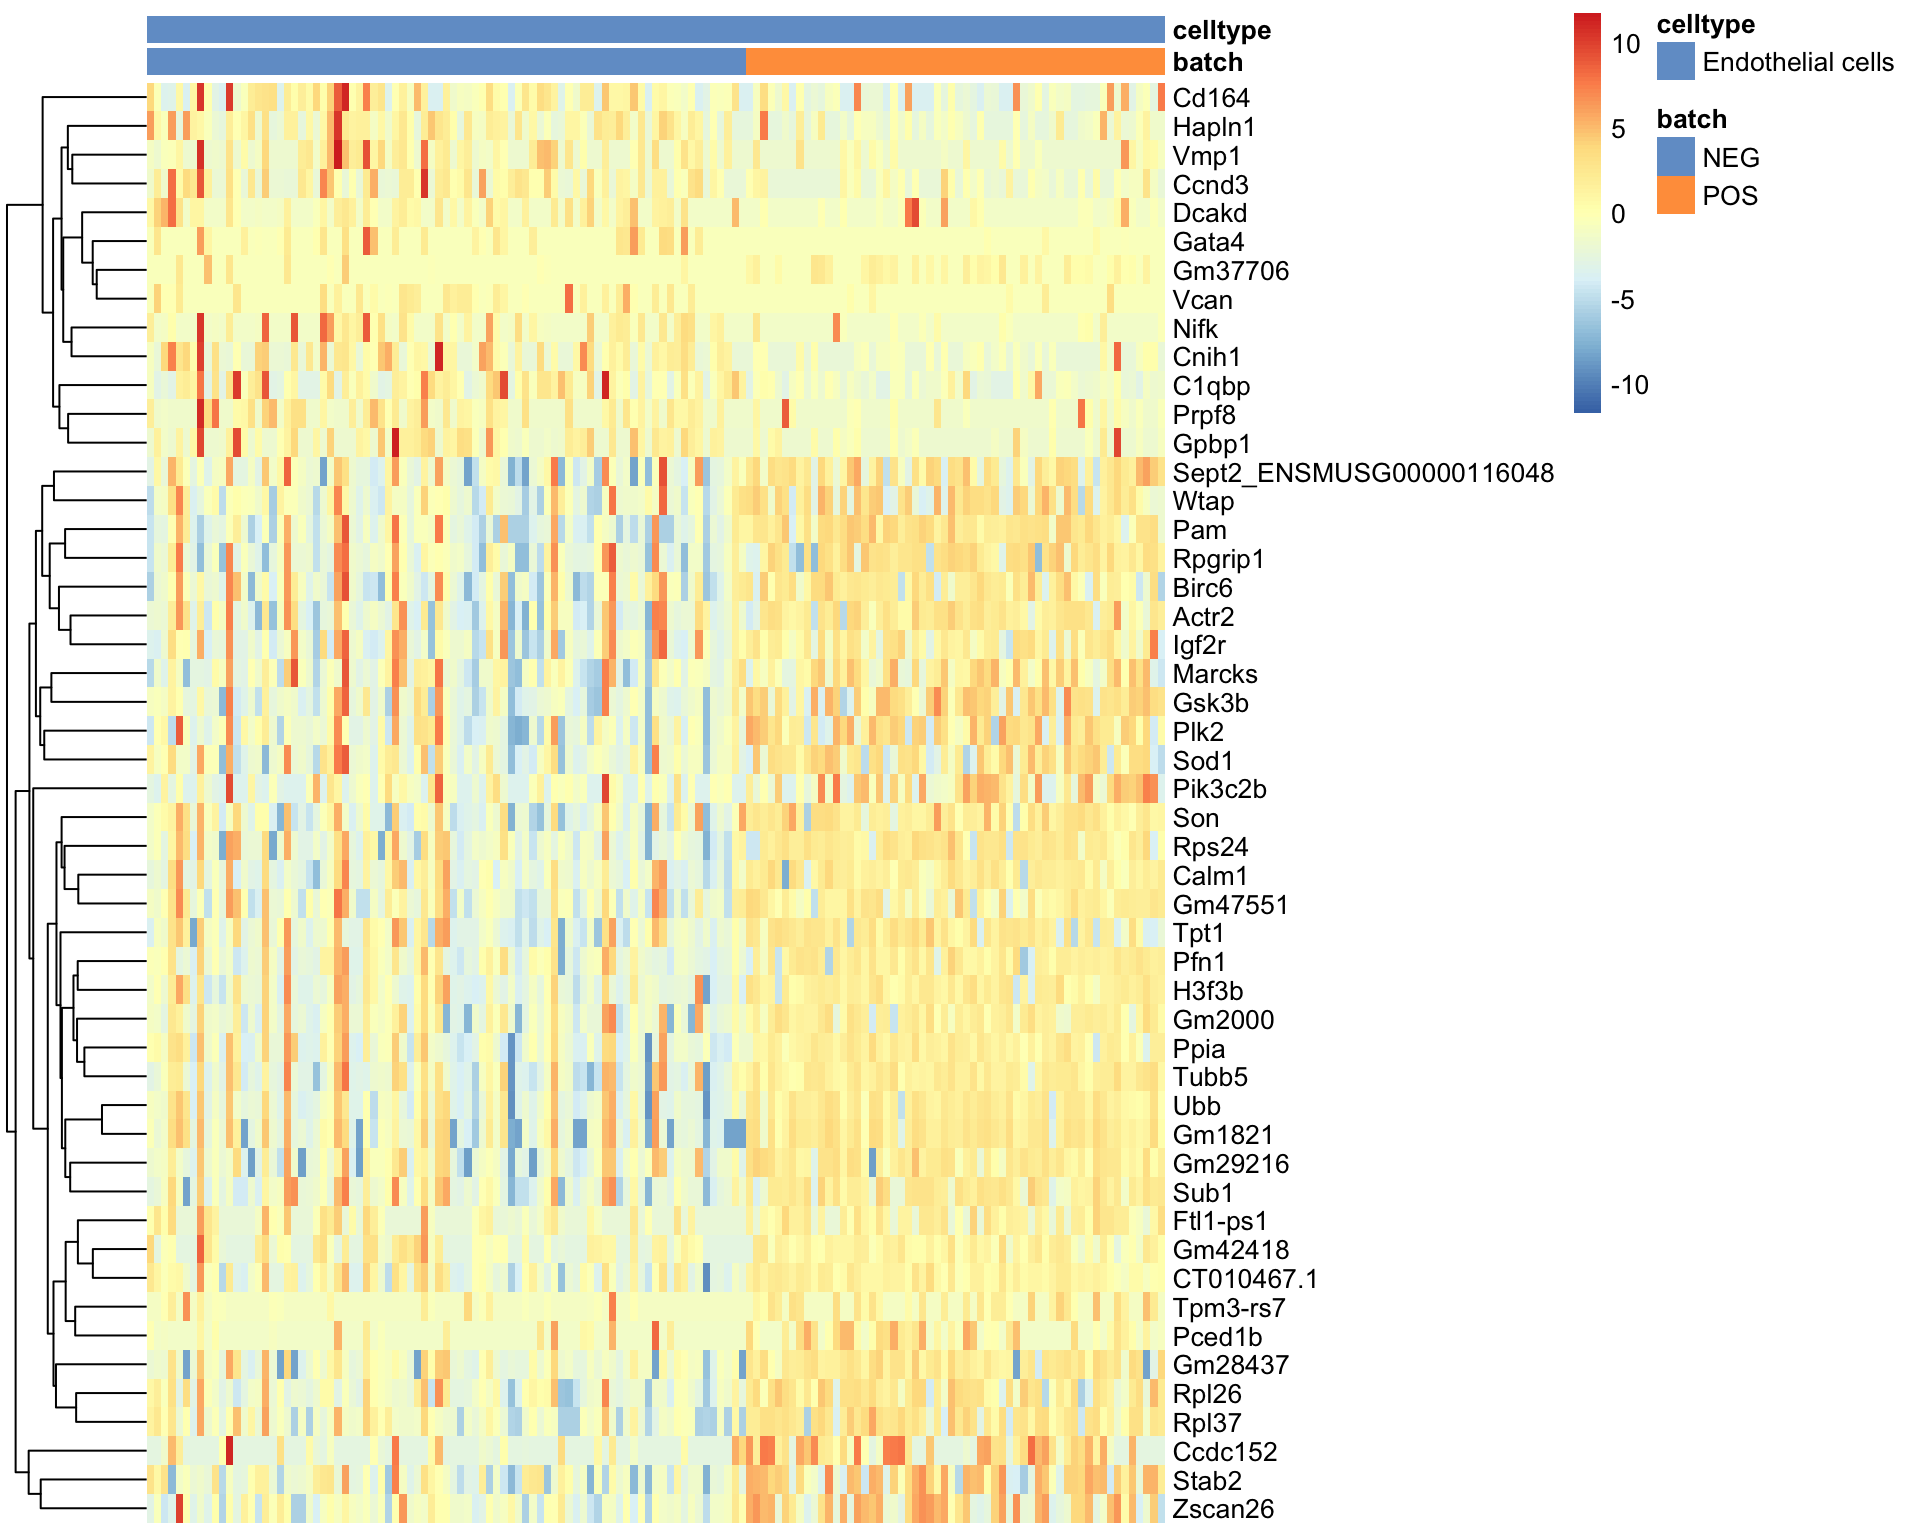 celltype
batch
Cd164
Hapln1
Vmp1
Ccnd3
Dcakd
Gata4
Gm37706
Vcan
Nifk
Cnih1
C1qbp
Prpf8
Gpbp1
Sept2_ENSMUSG00000116048
Wtap
Pam
Rpgrip1
Birc6
Actr2
Igf2r
Marcks
Gsk3b
Plk2
Sod1
Pik3c2b
Son
Rps24
Calm1
Gm47551
Tpt1
Pfn1
H3f3b
Gm2000
Ppia
Tubb5
Ubb
Gm1821
Gm29216
Sub1
Ftl1-ps1
Gm42418
CT010467.1
Tpm3-rs7
Pced1b
Gm28437
Rpl26
Rpl37
Ccdc152
Stab2
Zscan26
10
5
0
-5
-10
celltype
Endothelial cells
batch
NEG
POS